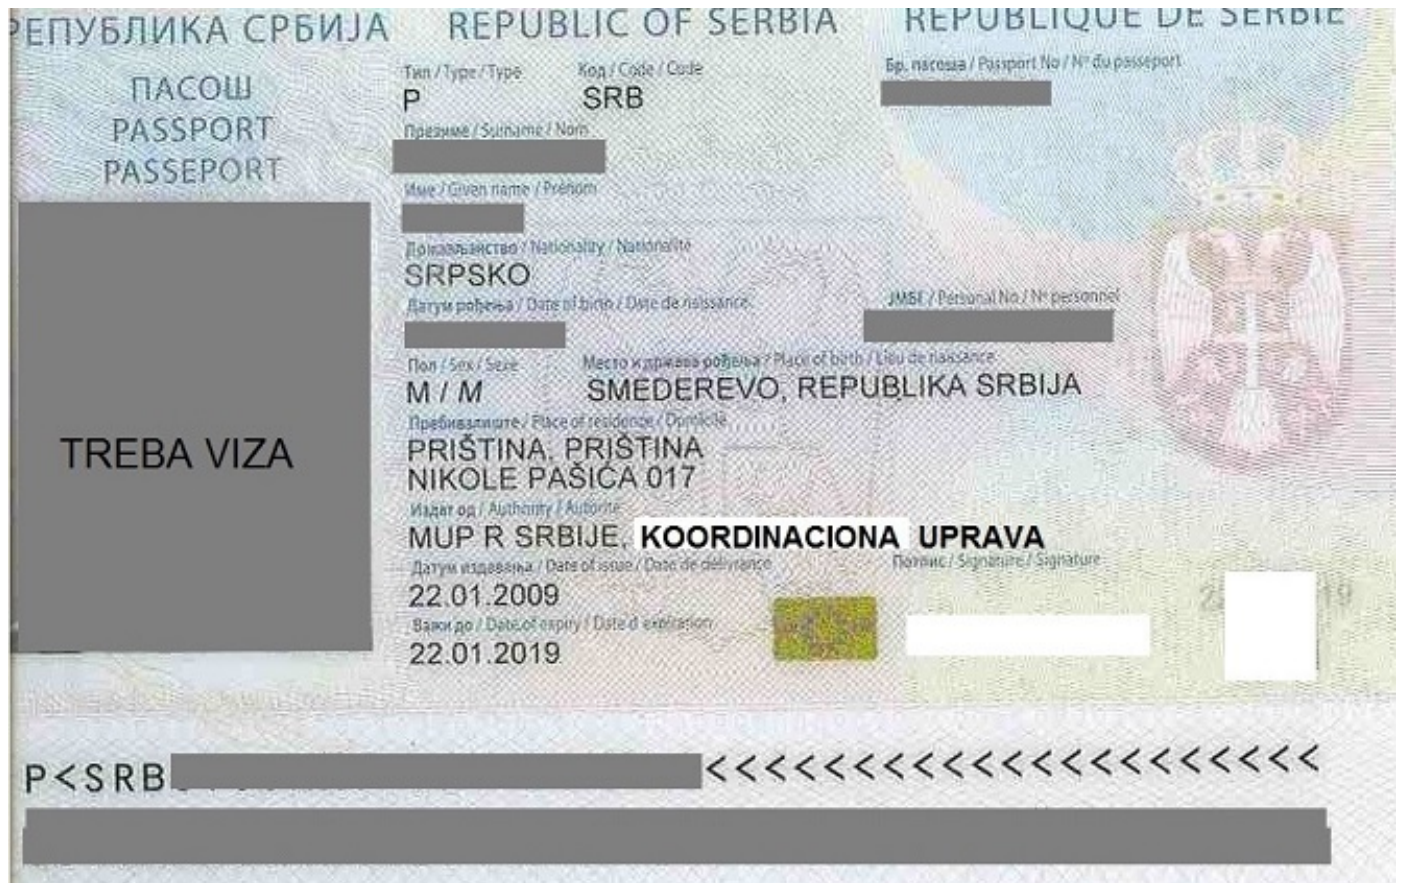 РЕПУБЛИКА СРБИЈА REPUBLIC OF SERBIA REPUBLIQUE DE SERBIE
ПАСОШ
PASSPORT
PASSEPORT
Тип / Type / Type Код / Code / Code Бр. пасоша / Passport No / Nº du passeport
P SRB
Презиме / Surname / Nom
Име / Given name / Prénom
Држављанство / Nationality / Nationalité
SRPSKO
Датум рођења / Date of birth / Date de naissance ЈМБГ / Personal No / Nº personnel
Пол / Sex / Sexe Место и држава рођења / Place of birth / Lieu de naissance
M / M SMEDEREVO, REPUBLIKA SRBIJA
Пребивалиште / Place of residence / Domicile
PRIŠTINA, PRIŠTINA
NIKOLE PAŠIĆA 017
Издат од / Authority / Autorité
MUP R SRBIJE, KOORDINACIONA UPRAVA
Датум издавања / Date of issue / Date de délivrance Потпис / Signature / Signature
22.01.2009
Важи до / Date of expiry / Date d'expiration
22.01.2019
TREBA VIZA
P<SRB <<<<<<<<<<<<<<<<<<<<<